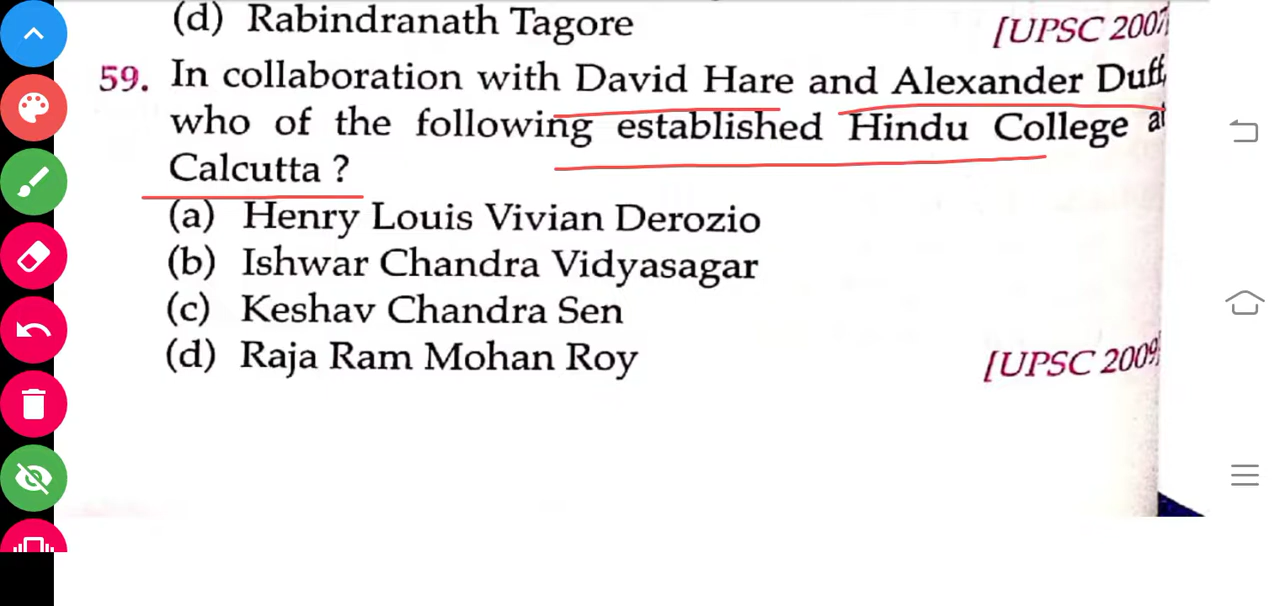 (d) Rabindranath Tagore [UPSC 2007]
59. In collaboration with David Hare and Alexander Duff,
who of the following established Hindu College at
Calcutta ?
(a) Henry Louis Vivian Derozio
(b) Ishwar Chandra Vidyasagar
(c) Keshav Chandra Sen
(d) Raja Ram Mohan Roy [UPSC 2009]